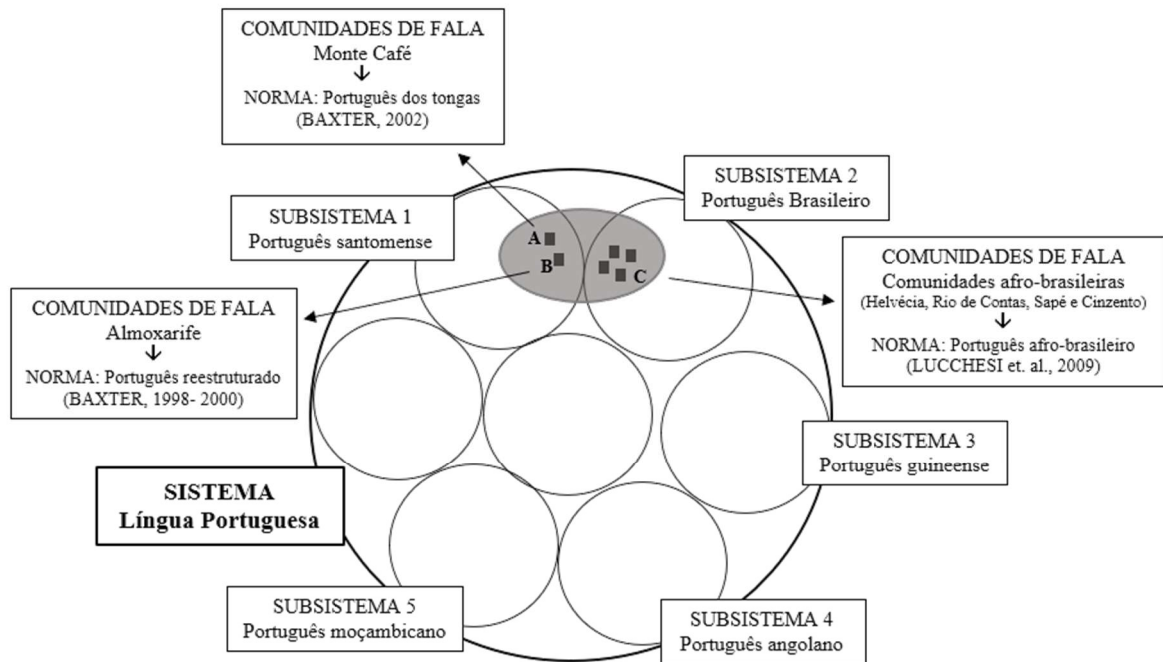 COMUNIDADES DE FALA
Monte Café
↓
NORMA: Português dos tongas
(BAXTER, 2002)
SUBSISTEMA 2
Português Brasileiro
SUBSISTEMA 1
Português santomense
A
B
C
COMUNIDADES DE FALA
Comunidades afro-brasileiras
(Helvécia, Rio de Contas, Sapé e Cinzento)
↓
NORMA: Português afro-brasileiro
(LUCCHESI et. al., 2009)
COMUNIDADES DE FALA
Almoxarife
↓
NORMA: Português reestruturado
(BAXTER, 1998- 2000)
SUBSISTEMA 3
Português guineense
SISTEMA
Língua Portuguesa
SUBSISTEMA 5
Português moçambicano
SUBSISTEMA 4
Português angolano